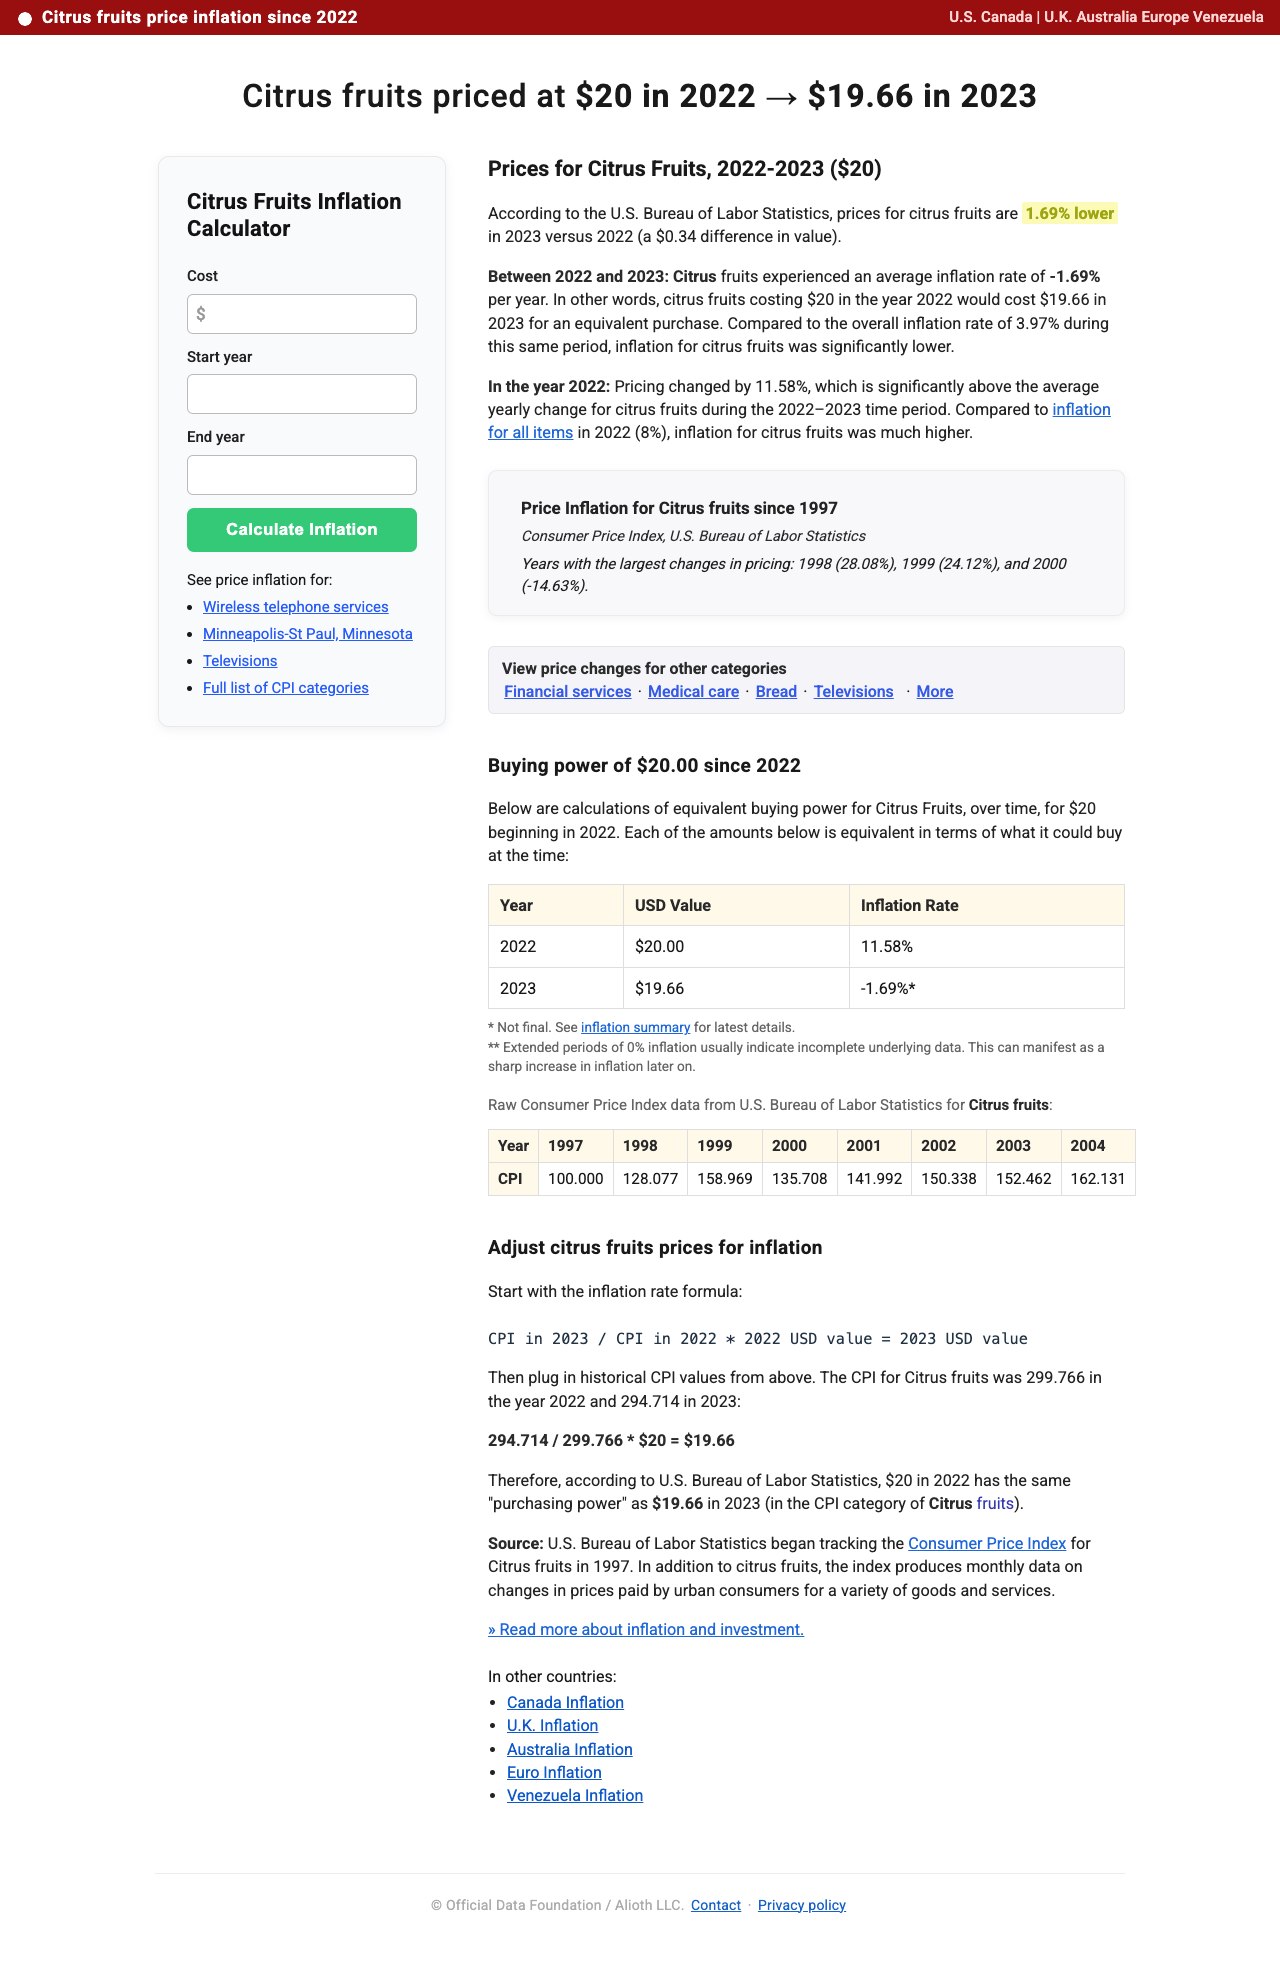 Citrus fruits price inflation since 2022
U.S. Canada | U.K. Australia Europe Venezuela
Citrus fruits priced at $20 in 2022 → $19.66 in 2023
Citrus Fruits Inflation
Calculator
Cost
$
Start year
End year
Calculate Inflation
See price inflation for:
• Wireless telephone services
• Minneapolis-St Paul, Minnesota
• Televisions
• Full list of CPI categories
Prices for Citrus Fruits, 2022-2023 ($20)
According to the U.S. Bureau of Labor Statistics, prices for citrus fruits are 1.69% lower
in 2023 versus 2022 (a $0.34 difference in value).
Between 2022 and 2023: Citrus fruits experienced an average inflation rate of -1.69%
per year. In other words, citrus fruits costing $20 in the year 2022 would cost $19.66 in
2023 for an equivalent purchase. Compared to the overall inflation rate of 3.97% during
this same period, inflation for citrus fruits was significantly lower.
In the year 2022: Pricing changed by 11.58%, which is significantly above the average
yearly change for citrus fruits during the 2022–2023 time period. Compared to inflation
for all items in 2022 (8%), inflation for citrus fruits was much higher.
Price Inflation for Citrus fruits since 1997
Consumer Price Index, U.S. Bureau of Labor Statistics
Years with the largest changes in pricing: 1998 (28.08%), 1999 (24.12%), and 2000
(-14.63%).
View price changes for other categories
Financial services · Medical care · Bread · Televisions · More
Buying power of $20.00 since 2022
Below are calculations of equivalent buying power for Citrus Fruits, over time, for $20
beginning in 2022. Each of the amounts below is equivalent in terms of what it could buy
at the time:
Year USD Value Inflation Rate
2022 $20.00 11.58%
2023 $19.66 -1.69%*
* Not final. See inflation summary for latest details.
** Extended periods of 0% inflation usually indicate incomplete underlying data. This can manifest as a
sharp increase in inflation later on.
Raw Consumer Price Index data from U.S. Bureau of Labor Statistics for Citrus fruits:
Year 1997 1998 1999 2000 2001 2002 2003 2004
CPI 100.000 128.077 158.969 135.708 141.992 150.338 152.462 162.131
Adjust citrus fruits prices for inflation
Start with the inflation rate formula:
CPI in 2023 / CPI in 2022 * 2022 USD value = 2023 USD value
Then plug in historical CPI values from above. The CPI for Citrus fruits was 299.766 in
the year 2022 and 294.714 in 2023:
294.714 / 299.766 * $20 = $19.66
Therefore, according to U.S. Bureau of Labor Statistics, $20 in 2022 has the same
"purchasing power" as $19.66 in 2023 (in the CPI category of Citrus fruits).
Source: U.S. Bureau of Labor Statistics began tracking the Consumer Price Index for
Citrus fruits in 1997. In addition to citrus fruits, the index produces monthly data on
changes in prices paid by urban consumers for a variety of goods and services.
» Read more about inflation and investment.
In other countries:
• Canada Inflation
• U.K. Inflation
• Australia Inflation
• Euro Inflation
• Venezuela Inflation
© Official Data Foundation / Alioth LLC. Contact · Privacy policy